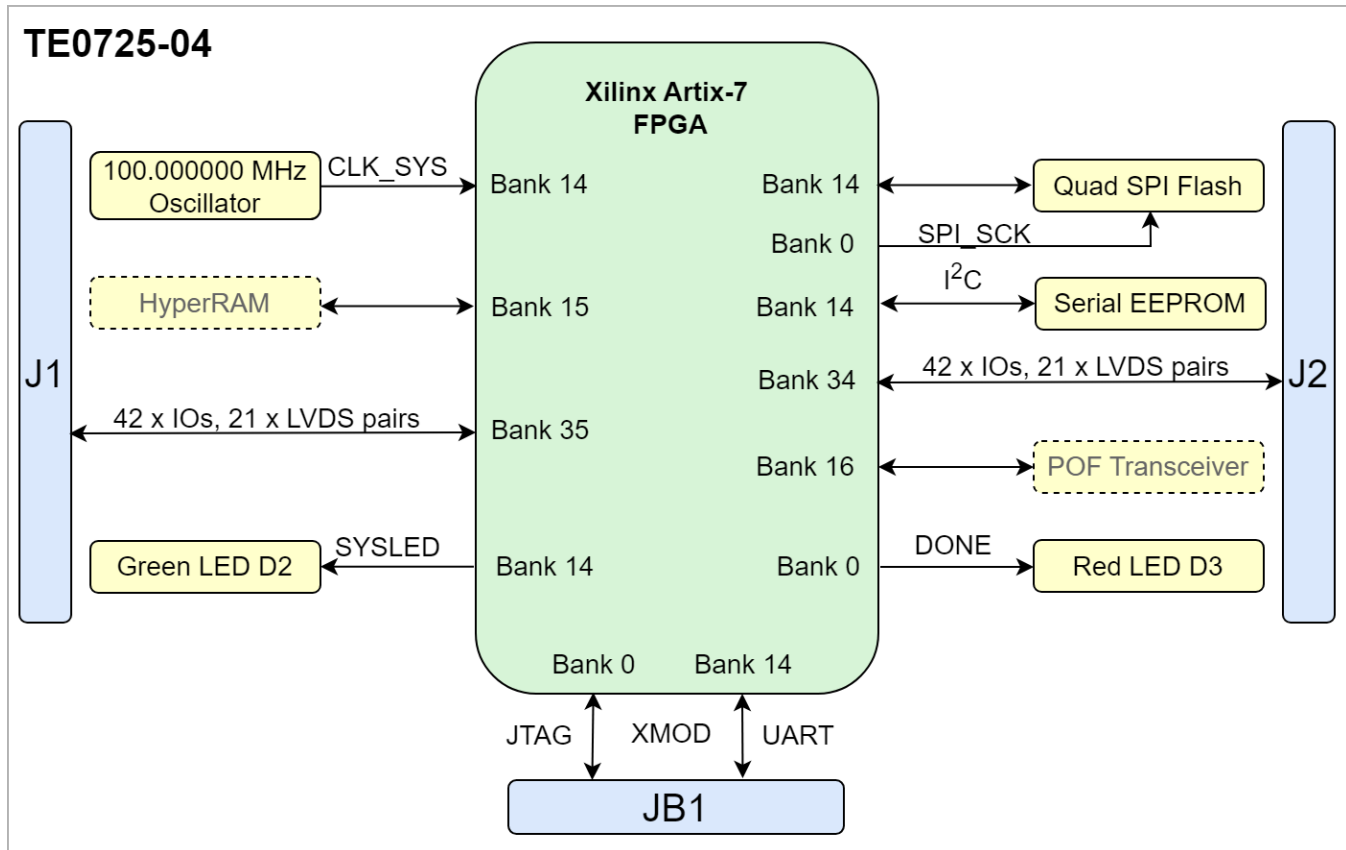 TE0725-04
Xilinx Artix-7
FPGA
J1
100.000000 MHz
Oscillator
CLK_SYS
Bank 14
Bank 14
Quad SPI Flash
Bank 0
SPI_SCK
HyperRAM
Bank 15
Bank 14
I²C
Serial EEPROM
Bank 34
42 x IOs, 21 x LVDS pairs
J2
42 x IOs, 21 x LVDS pairs
Bank 35
Bank 16
POF Transceiver
Green LED D2
SYSLED
Bank 14
Bank 0
DONE
Red LED D3
Bank 0
Bank 14
JTAG
XMOD
UART
JB1